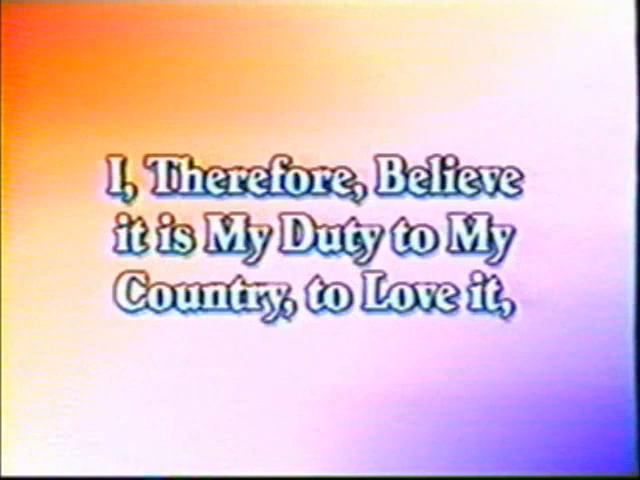 I, Therefore, Believe
it is My Duty to My
Country, to Love it,